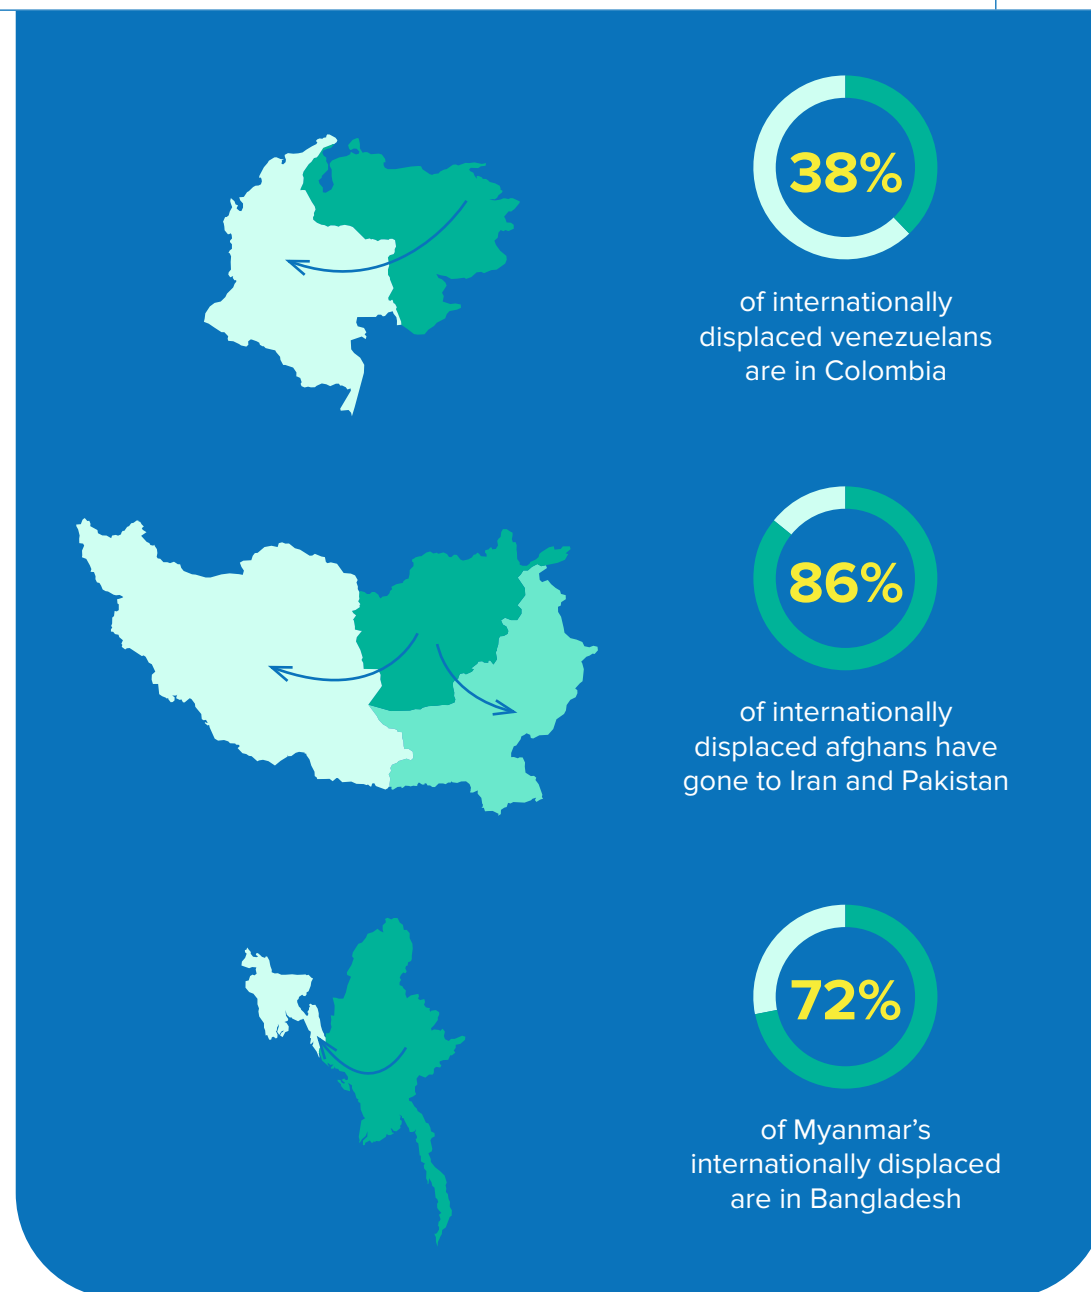 38%
of internationally
displaced venezuelans
are in Colombia
86%
of internationally
displaced afghans have
gone to Iran and Pakistan
72%
of Myanmar’s
internationally displaced
are in Bangladesh